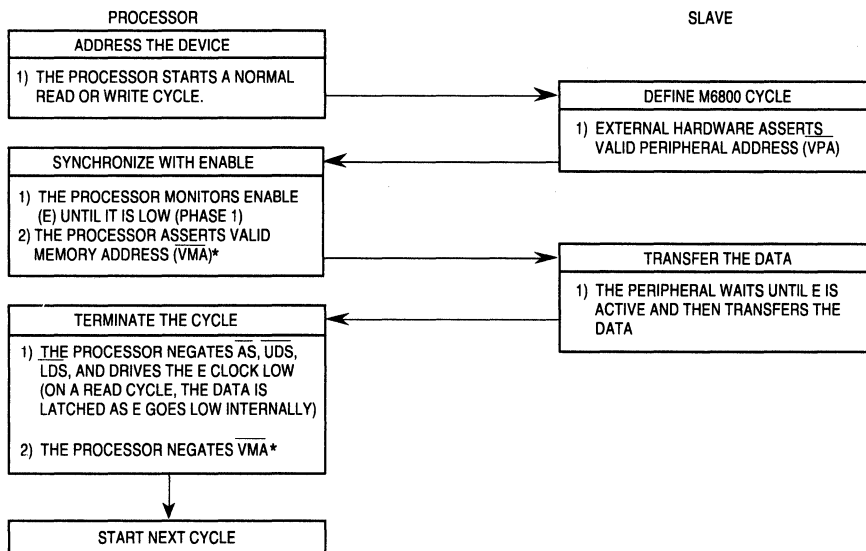 PROCESSOR
SLAVE
ADDRESS THE DEVICE
1) THE PROCESSOR STARTS A NORMAL
READ OR WRITE CYCLE.
DEFINE M6800 CYCLE
1) EXTERNAL HARDWARE ASSERTS
VALID PERIPHERAL ADDRESS (VPA)
SYNCHRONIZE WITH ENABLE
1) THE PROCESSOR MONITORS ENABLE
(E) UNTIL IT IS LOW (PHASE 1)
2) THE PROCESSOR ASSERTS VALID
MEMORY ADDRESS (VMA)*
TRANSFER THE DATA
1) THE PERIPHERAL WAITS UNTIL E IS
ACTIVE AND THEN TRANSFERS THE
DATA
TERMINATE THE CYCLE
1) THE PROCESSOR NEGATES AS, UDS,
LDS, AND DRIVES THE E CLOCK LOW
(ON A READ CYCLE, THE DATA IS
LATCHED AS E GOES LOW INTERNALLY)
2) THE PROCESSOR NEGATES VMA*
START NEXT CYCLE